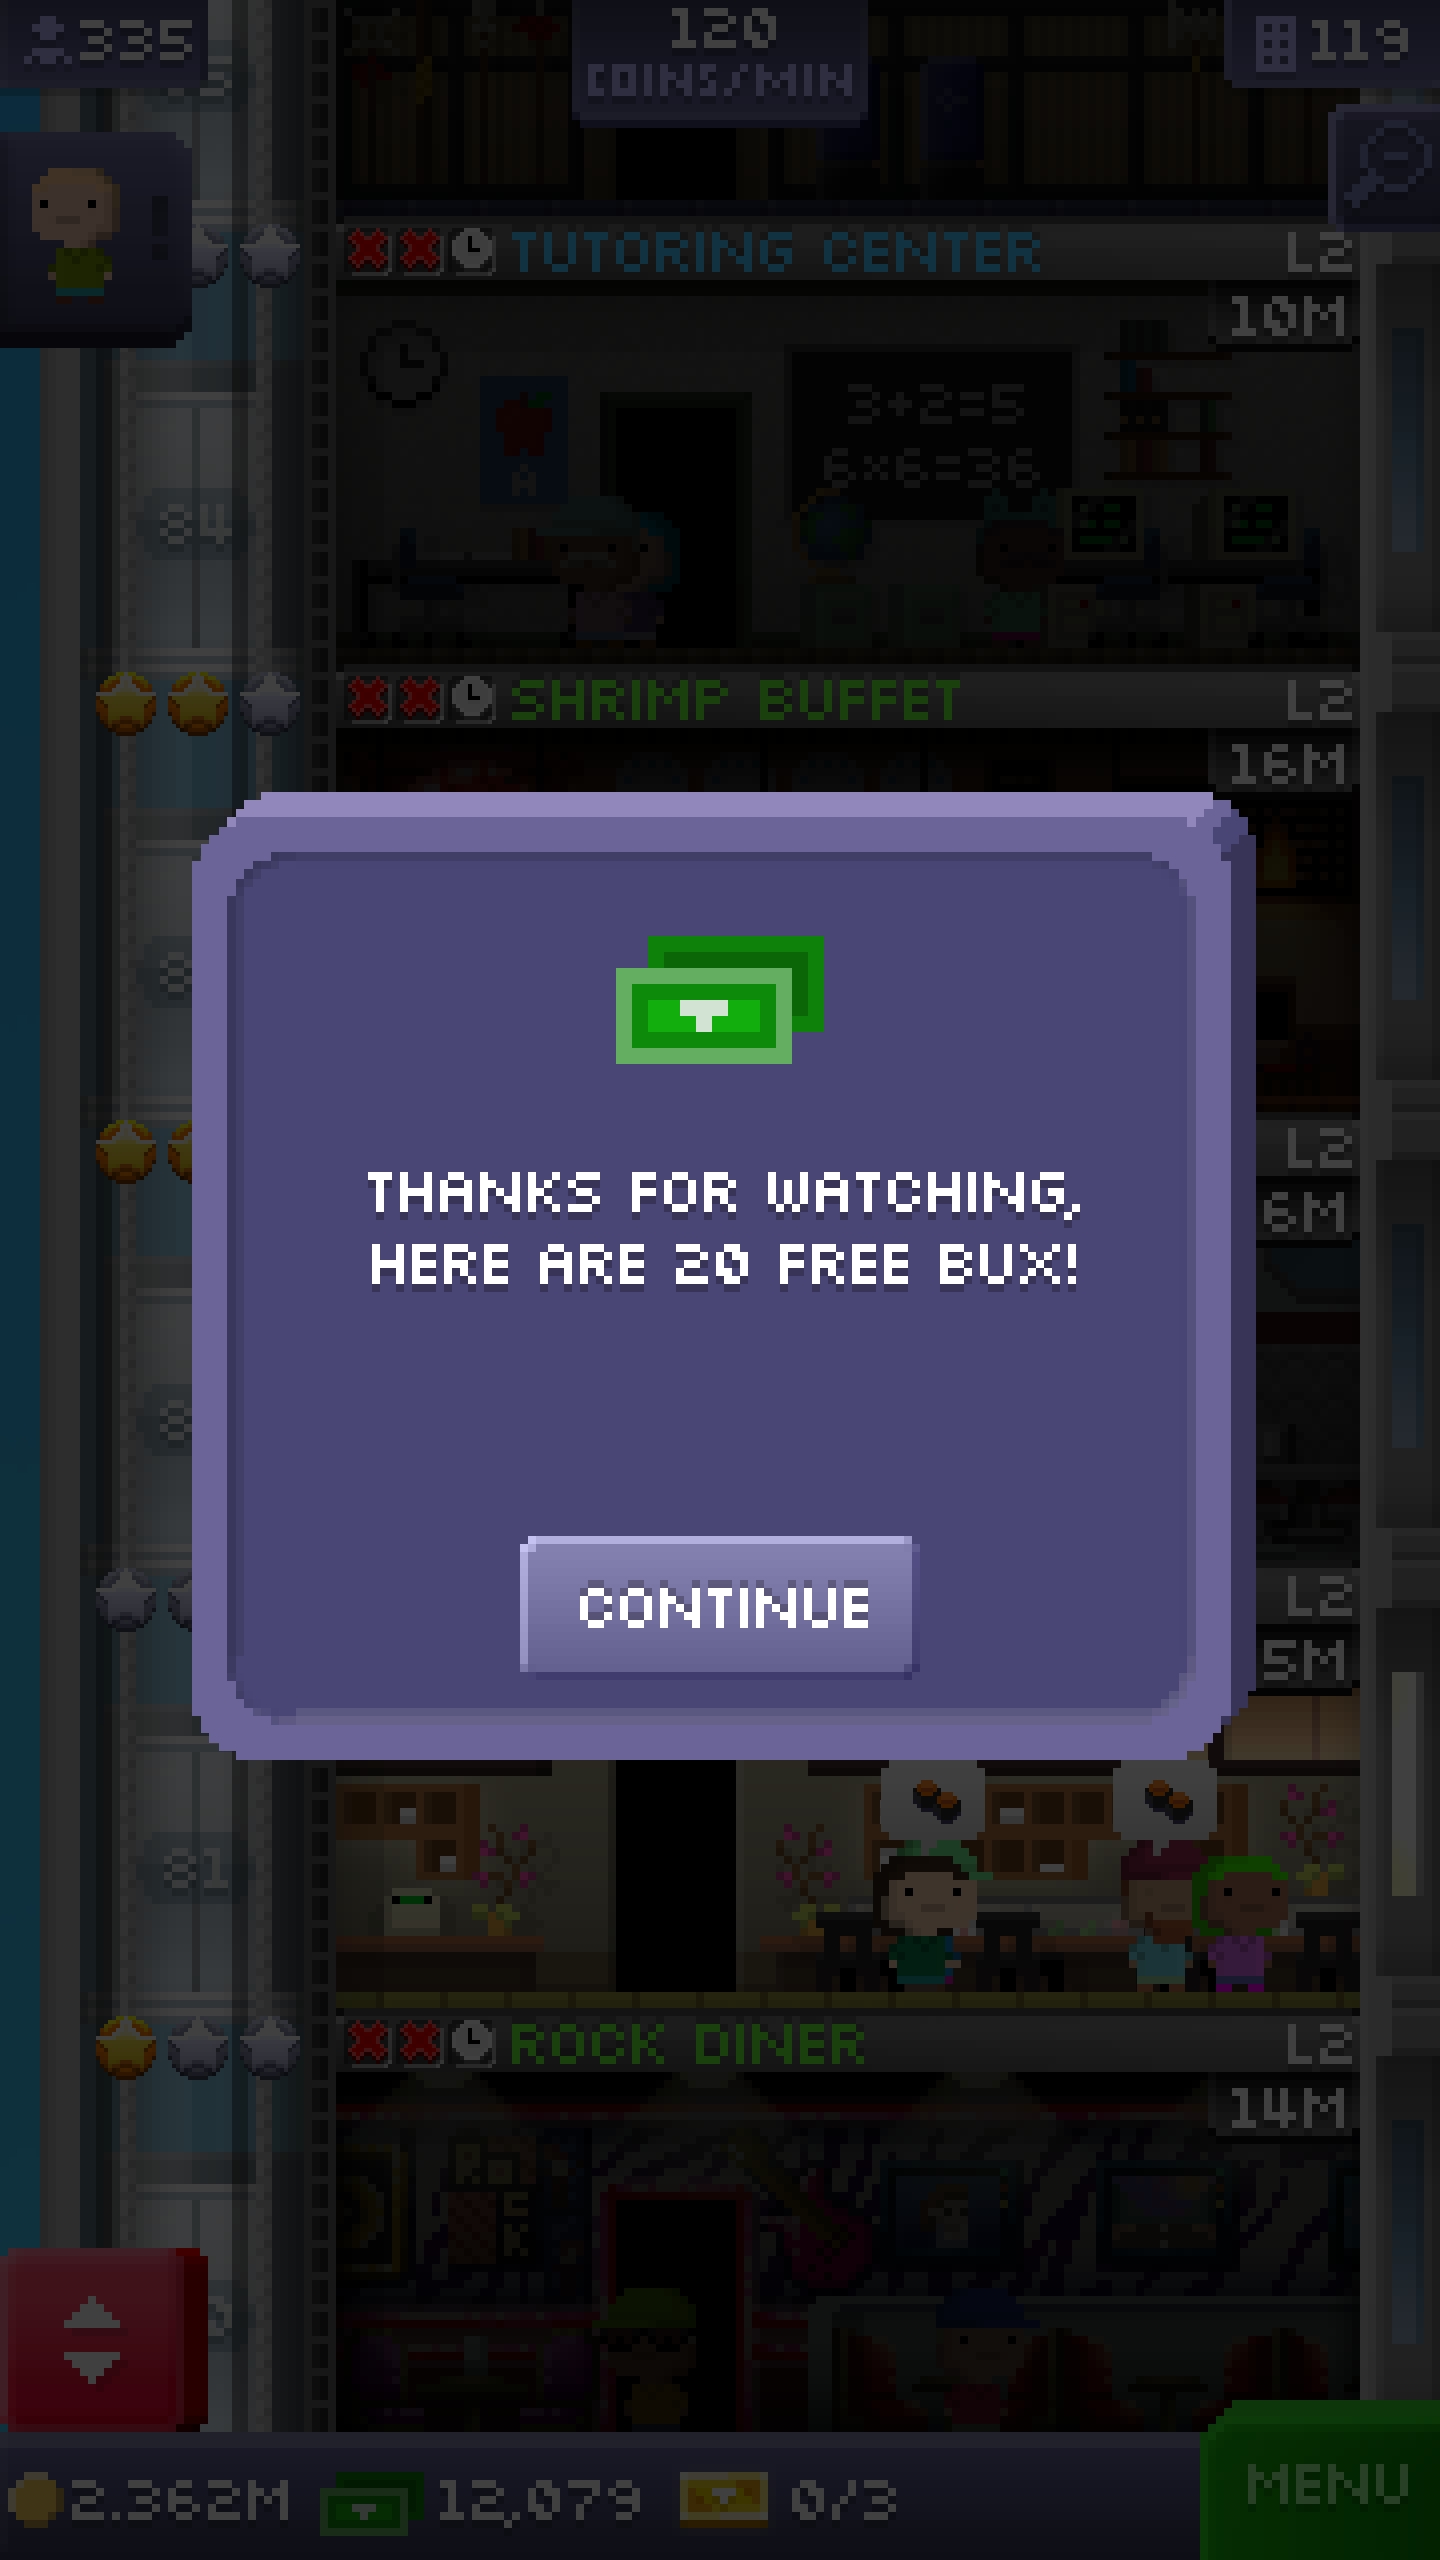 335
120
COINS/MIN
119
TUTORING CENTER
L2
10M
3+2=5
6×6=36
A
84
SHRIMP BUFFET
L2
16M
THANKS FOR WATCHING,
HERE ARE 20 FREE BUX!
L2
6M
CONTINUE
L2
5M
81
ROCK DINER
L2
14M
2.362M
12,079
0/3
MENU